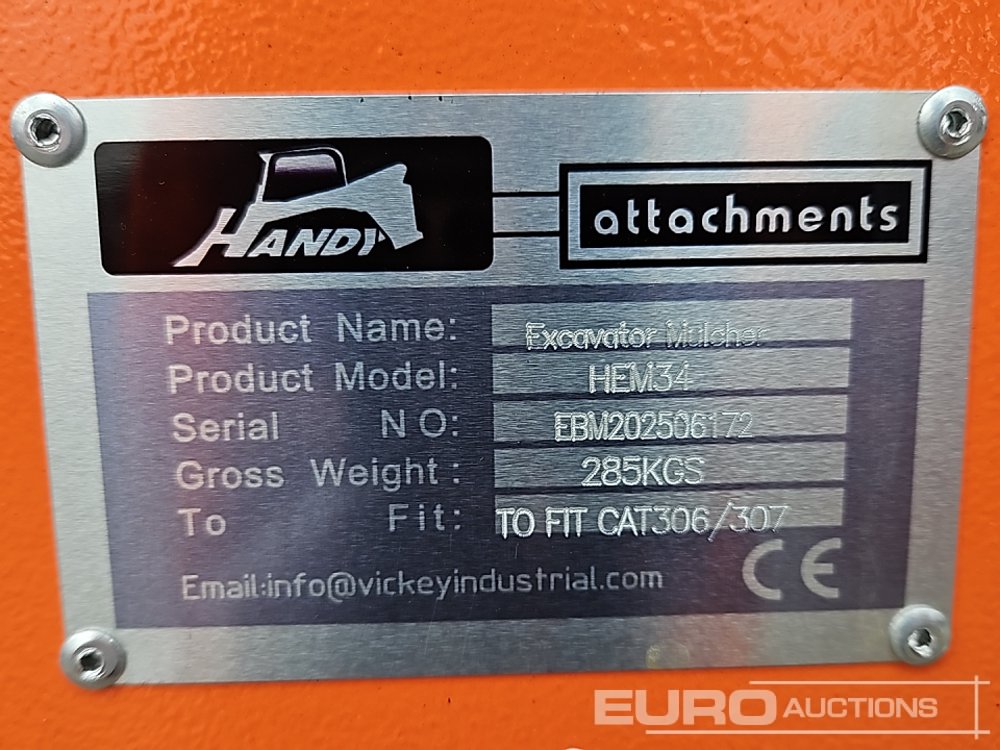 HANDY attachments
Product Name: Excavator Mulcher
Product Model: HEM34
Serial NO: EBM202506172
Gross Weight: 285KGS
To Fit: TO FIT CAT306/307
Email:info@vickeyindustrial.com
CE
EURO AUCTIONS